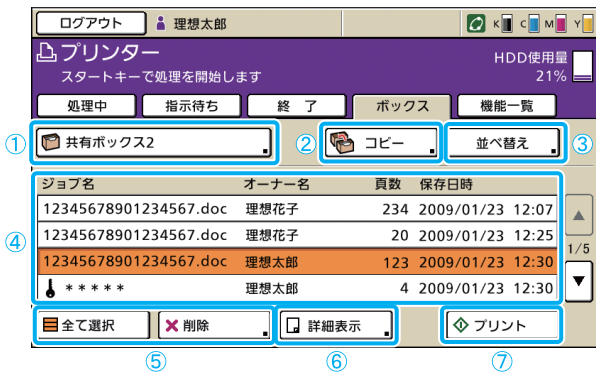 ログアウト 理想太郎 K C M Y
プリンター HDD使用量
スタートキーで処理を開始します 21%
処理中 指示待ち 終 了 ボックス 機能一覧
① 共有ボックス2 ② コピー 並べ替え ③
ジョブ名 オーナー名 頁数 保存日時
12345678901234567.doc 理想花子 234 2009/01/23 12:07
④ 12345678901234567.doc 理想花子 20 2009/01/23 12:25
1/5
12345678901234567.doc 理想太郎 123 2009/01/23 12:30
***** 理想太郎 4 2009/01/23 12:30
全て選択 削除 詳細表示 プリント
⑤ ⑥ ⑦